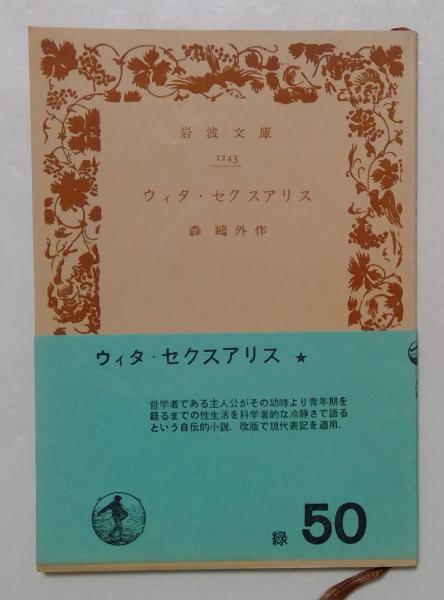 岩波文庫
1243
ウィタ・セクスアリス
森鷗外作
ウィタ・セクスアリス ★
哲学者である主人公がその幼時より青年期を
経るまでの性生活を科学者的な冷静さで語る
という自伝的小説．改版で現代表記を適用．
緑 50